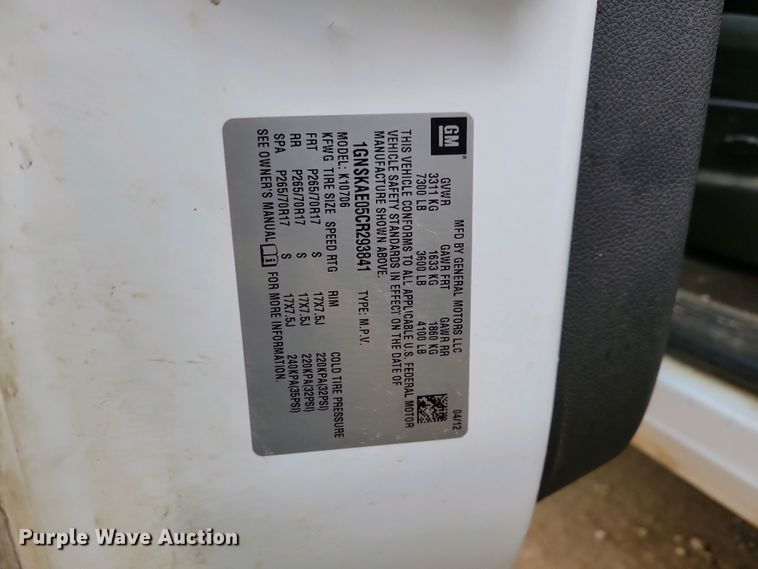 GM
MFD BY GENERAL MOTORS LLC 04/12
GVWR GAWR FRT GAWR RR
3311 KG 1633 KG 1860 KG
7300 LB 3600 LB 4100 LB
THIS VEHICLE CONFORMS TO ALL APPLICABLE U.S. FEDERAL MOTOR
VEHICLE SAFETY STANDARDS IN EFFECT ON THE DATE OF
MANUFACTURE SHOWN ABOVE.
1GNSKAE05CR293841 TYPE: M.P.V.
MODEL: K10706
KFWG TIRE SIZE SPEED RTG RIM COLD TIRE PRESSURE
FRT P265/70R17 S 17X7.5J 220KPA(32PSI)
RR P265/70R17 S 17X7.5J 220KPA(32PSI)
SPA P265/70R17 S 17X7.5J 240KPA(35PSI)
SEE OWNER'S MANUAL FOR MORE INFORMATION.
Purple Wave Auction